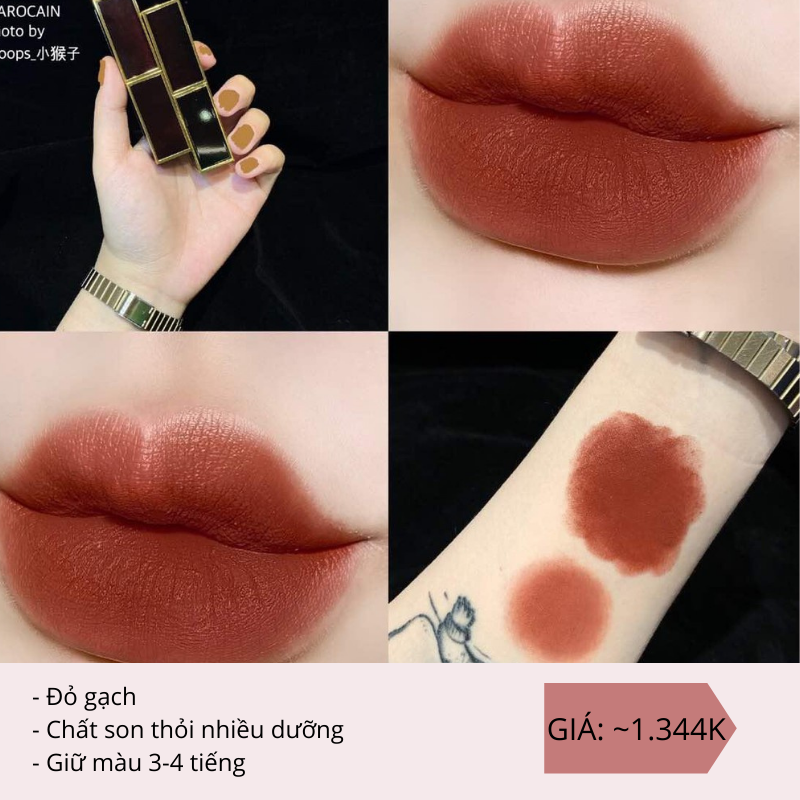 AROCAIN
oto by
oops_小猴子
- Đỏ gạch
- Chất son thỏi nhiều dưỡng
- Giữ màu 3-4 tiếng
GIÁ: ~1.344K